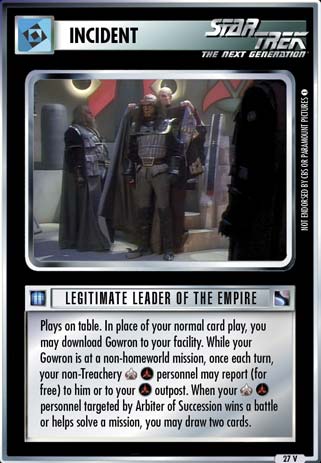 INCIDENT
STAR TREK
THE NEXT GENERATION®
NOT ENDORSED BY CBS OR PARAMOUNT PICTURES
LEGITIMATE LEADER OF THE EMPIRE
Plays on table. In place of your normal card play, you
may download Gowron to your facility. While your
Gowron is at a non-homeworld mission, once each turn,
your non-Treachery personnel may report (for
free) to him or to your outpost. When your
personnel targeted by Arbiter of Succession wins a battle
or helps solve a mission, you may draw two cards.
27 V